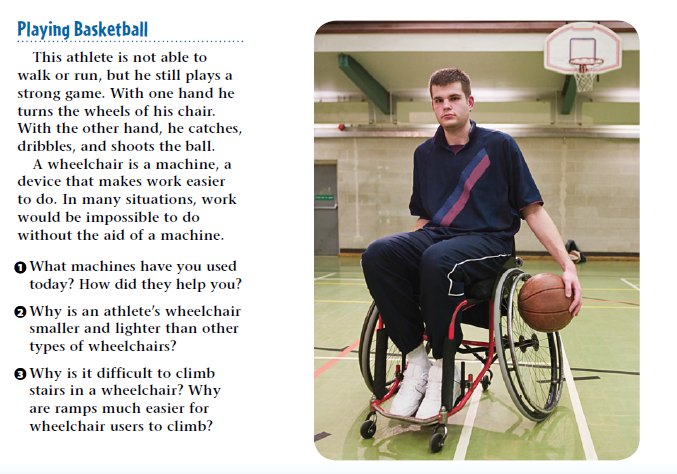 Playing Basketball
This athlete is not able to
walk or run, but he still plays a
strong game. With one hand he
turns the wheels of his chair.
With the other hand, he catches,
dribbles, and shoots the ball.
A wheelchair is a machine, a
device that makes work easier
to do. In many situations, work
would be impossible to do
without the aid of a machine.
1 What machines have you used
today? How did they help you?
2 Why is an athlete's wheelchair
smaller and lighter than other
types of wheelchairs?
3 Why is it difficult to climb
stairs in a wheelchair? Why
are ramps much easier for
wheelchair users to climb?